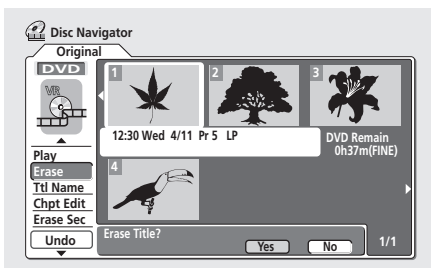 Disc Navigator
Original
DVD
VR
1
2
3
12:30 Wed 4/11 Pr 5 LP
DVD Remain
0h37m(FINE)
4
Play
Erase
Ttl Name
Chpt Edit
Erase Sec
Undo
Erase Title?
Yes
No
1/1